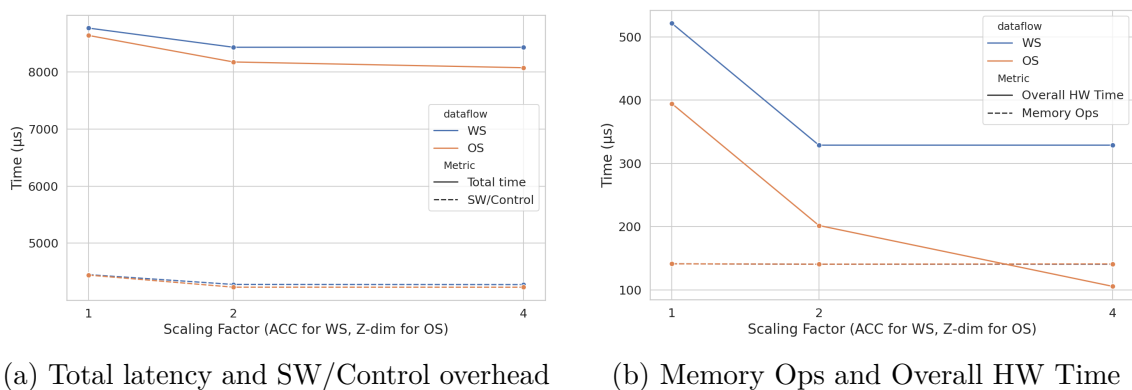 8000
7000
6000
5000
Time (μs)
1
2
4
Scaling Factor (ACC for WS, Z-dim for OS)
dataflow
WS
OS
Metric
Total time
SW/Control
(a) Total latency and SW/Control overhead
500
400
300
200
100
Time (μs)
1
2
4
Scaling Factor (ACC for WS, Z-dim for OS)
dataflow
WS
OS
Metric
Overall HW Time
Memory Ops
(b) Memory Ops and Overall HW Time